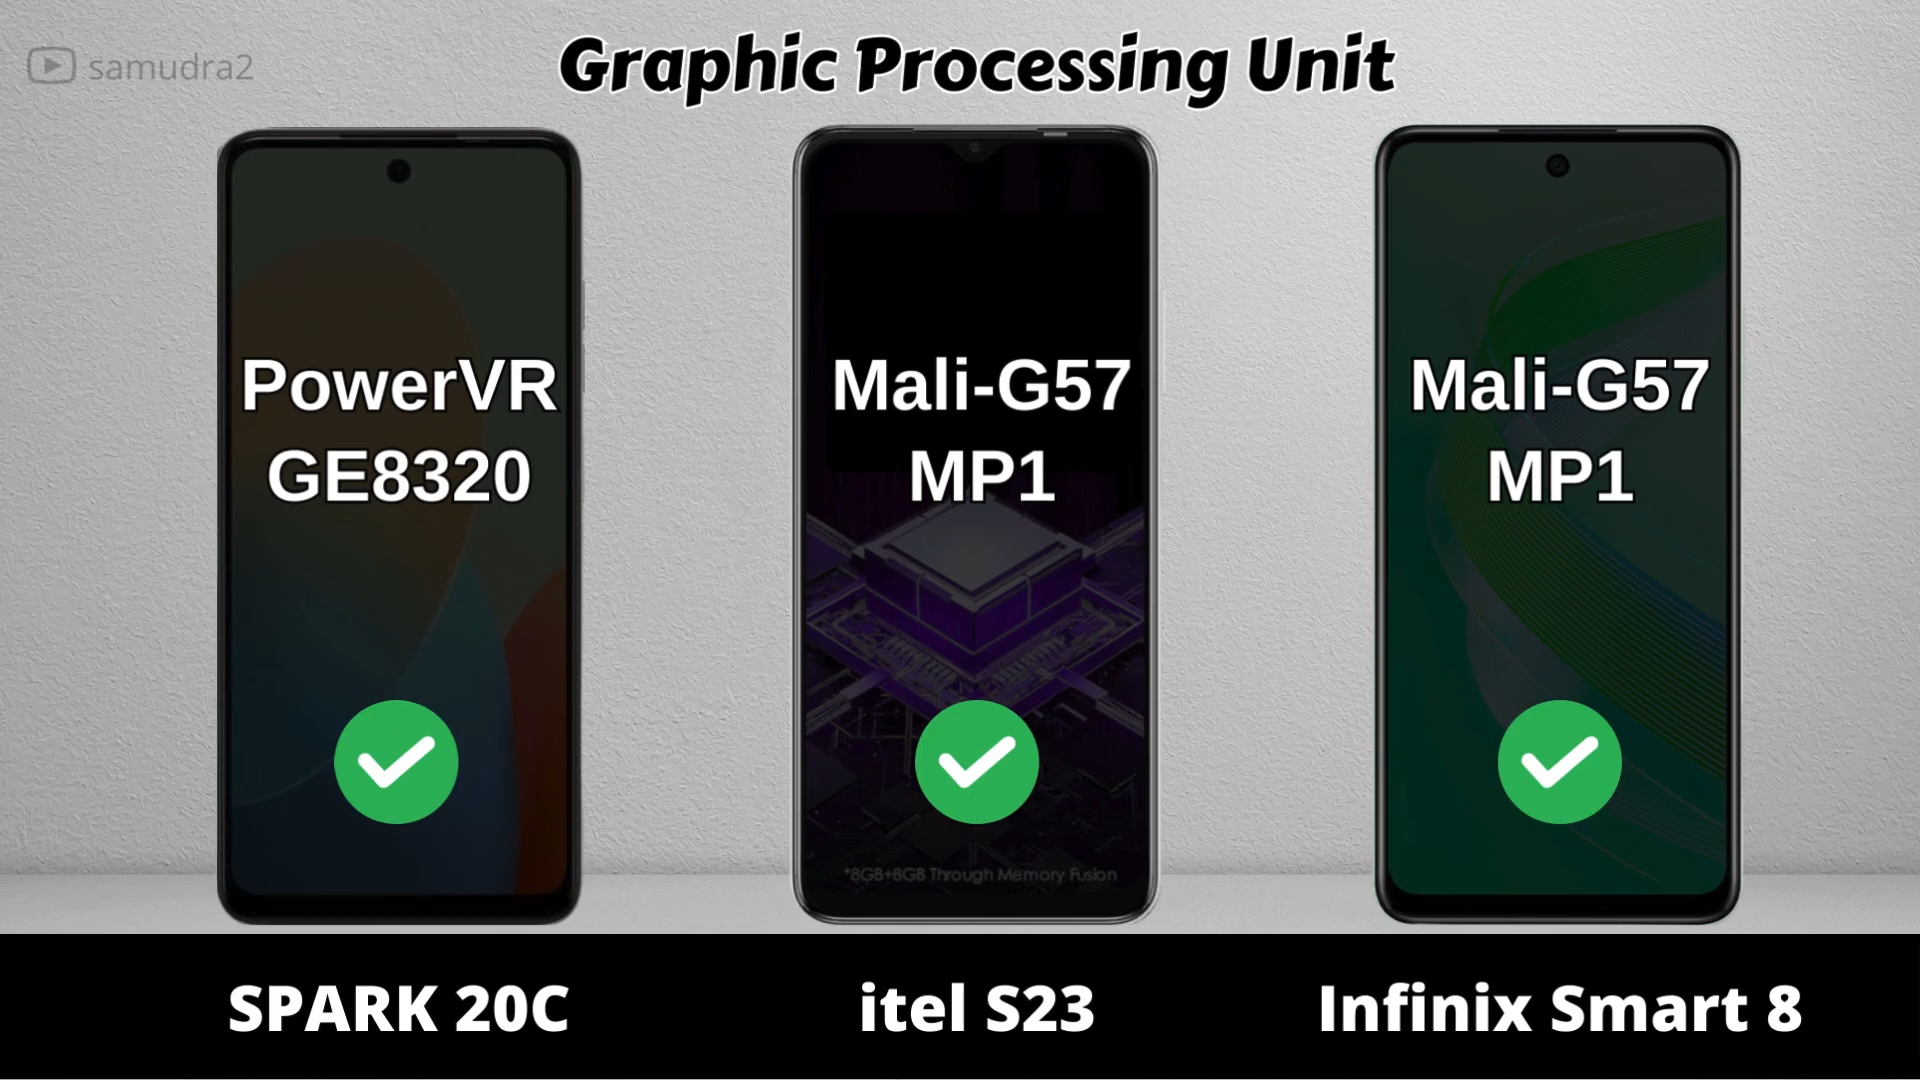 samudra2
Graphic Processing Unit
PowerVR
GE8320
Mali-G57
MP1
Mali-G57
MP1
*8GB+8GB Through Memory Fusion
SPARK 20C
itel S23
Infinix Smart 8